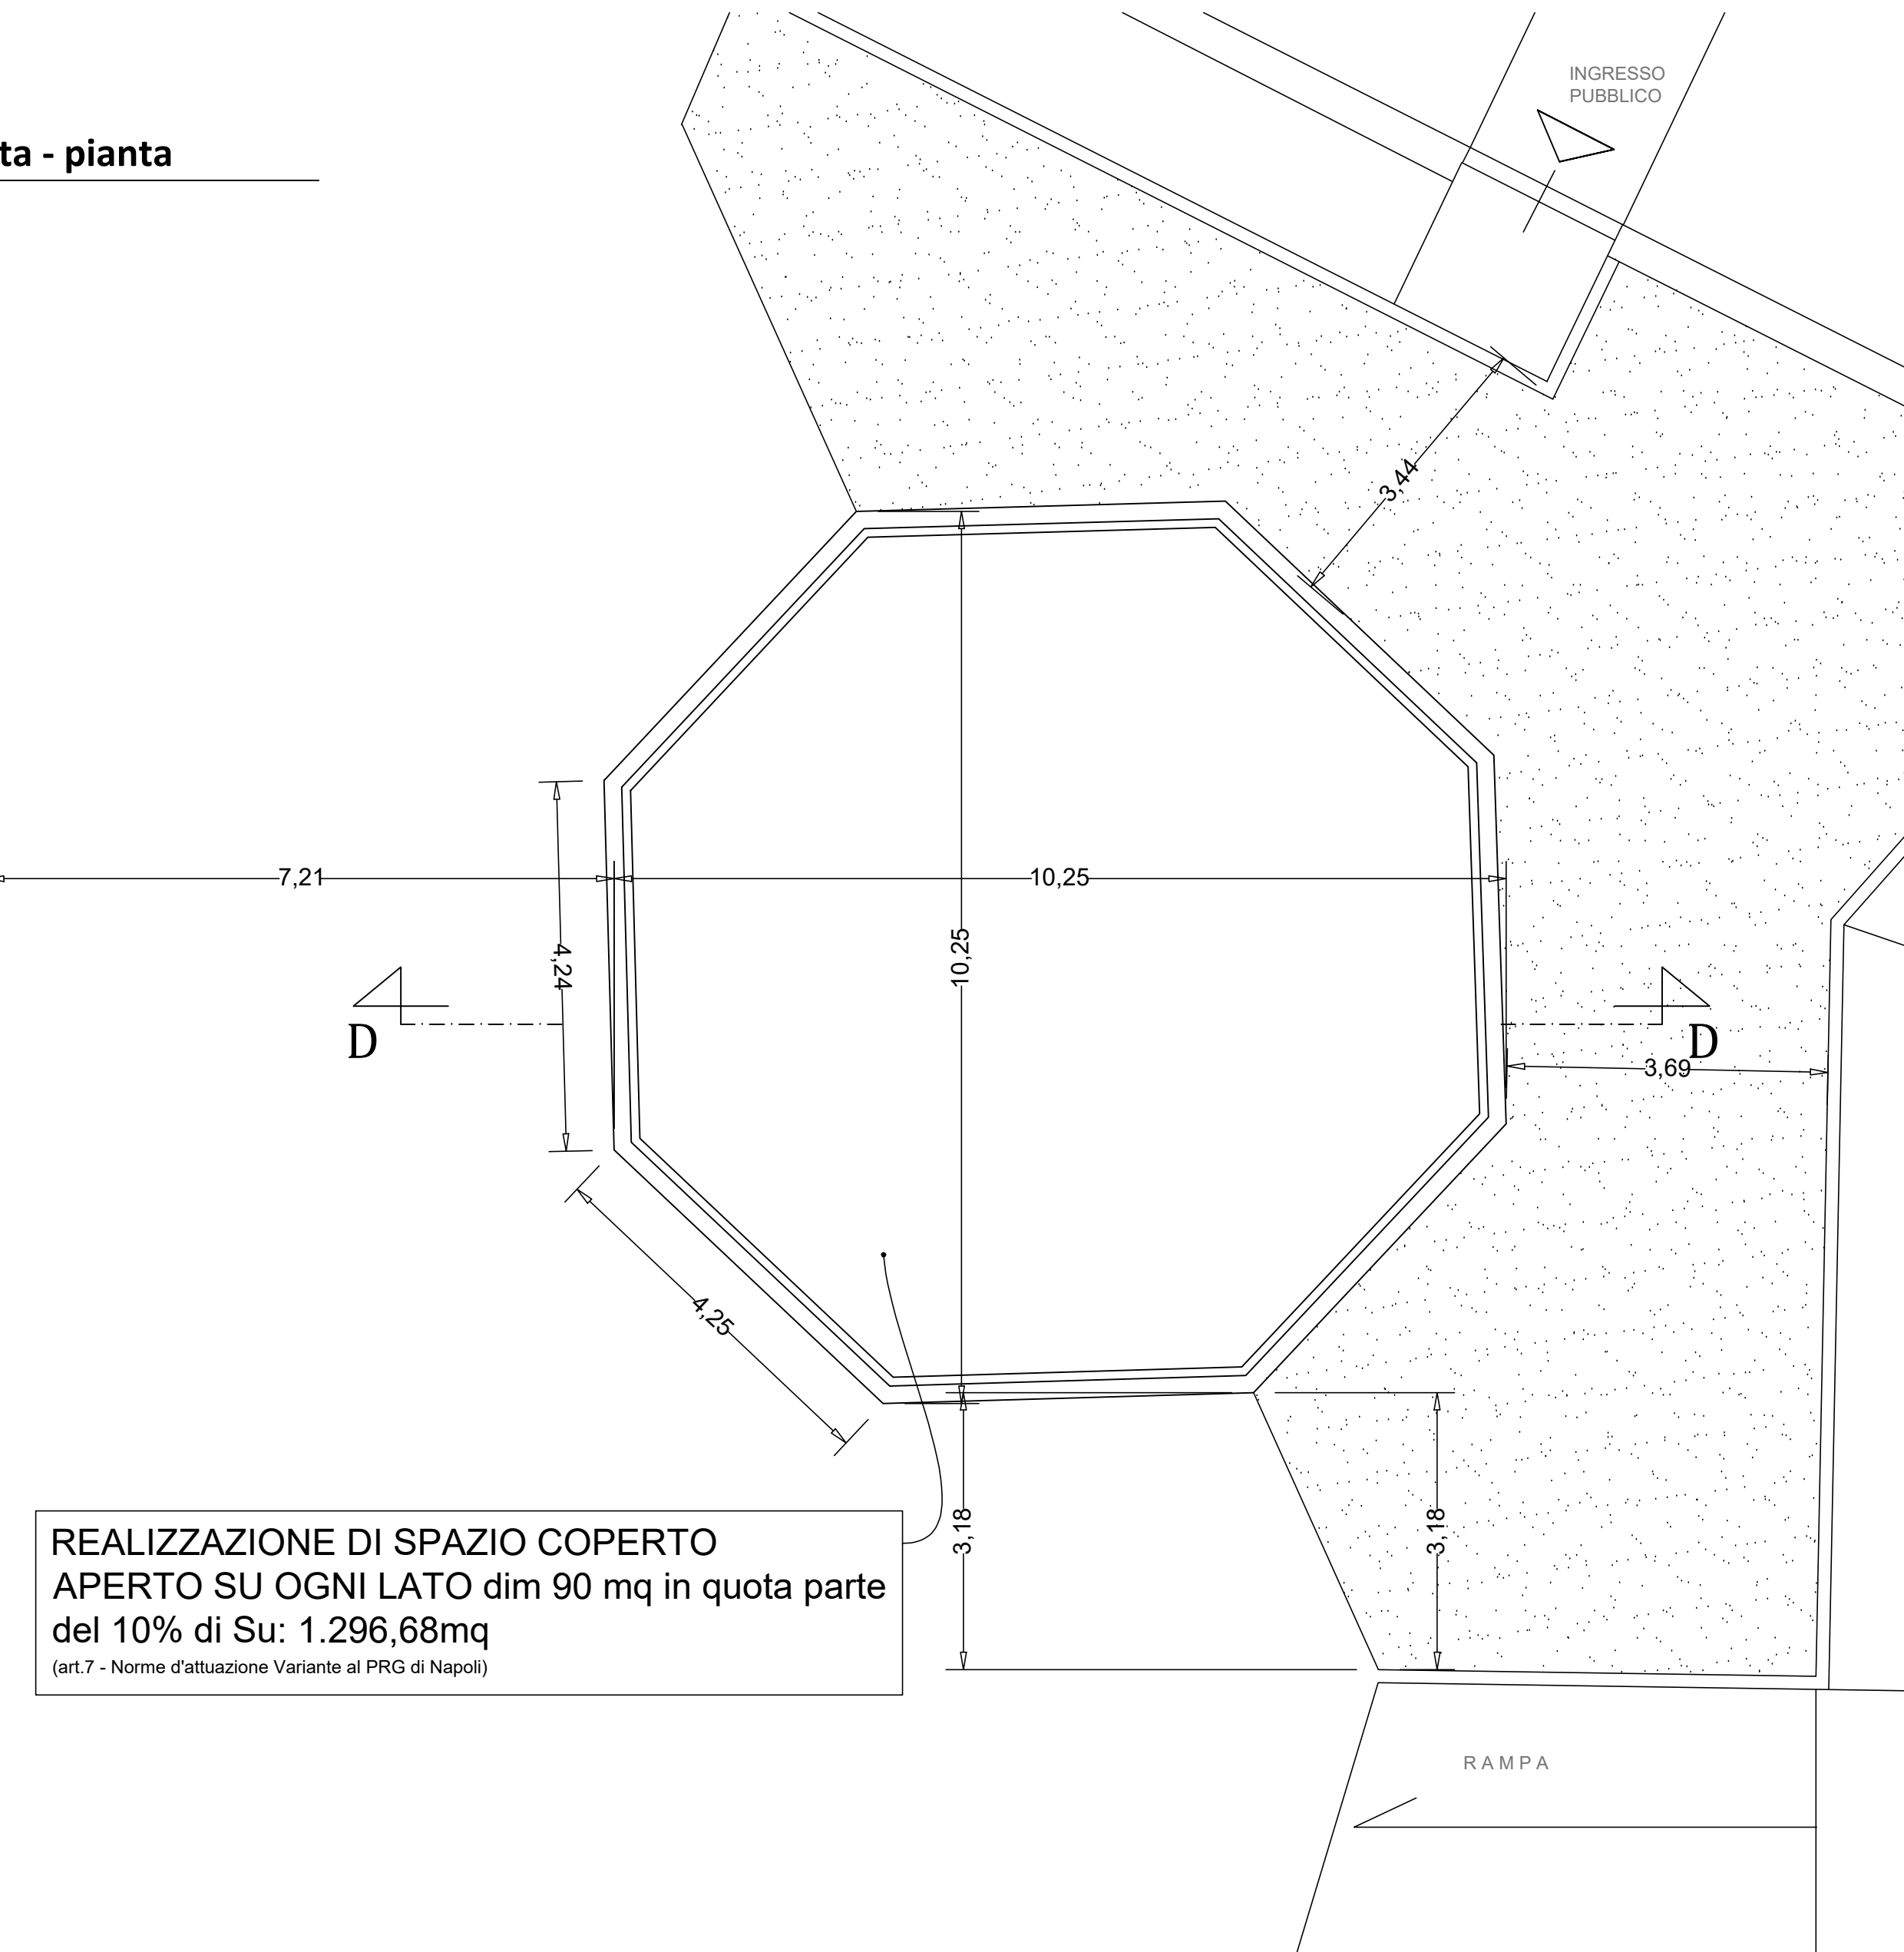 INGRESSO
PUBBLICO
ta - pianta
3,44
7,21
10,25
10,25
4,24
D
D
3,69
4,25
3,18
3,18
REALIZZAZIONE DI SPAZIO COPERTO
APERTO SU OGNI LATO dim 90 mq in quota parte
del 10% di Su: 1.296,68mq
(art.7 - Norme d'attuazione Variante al PRG di Napoli)
RAMPA